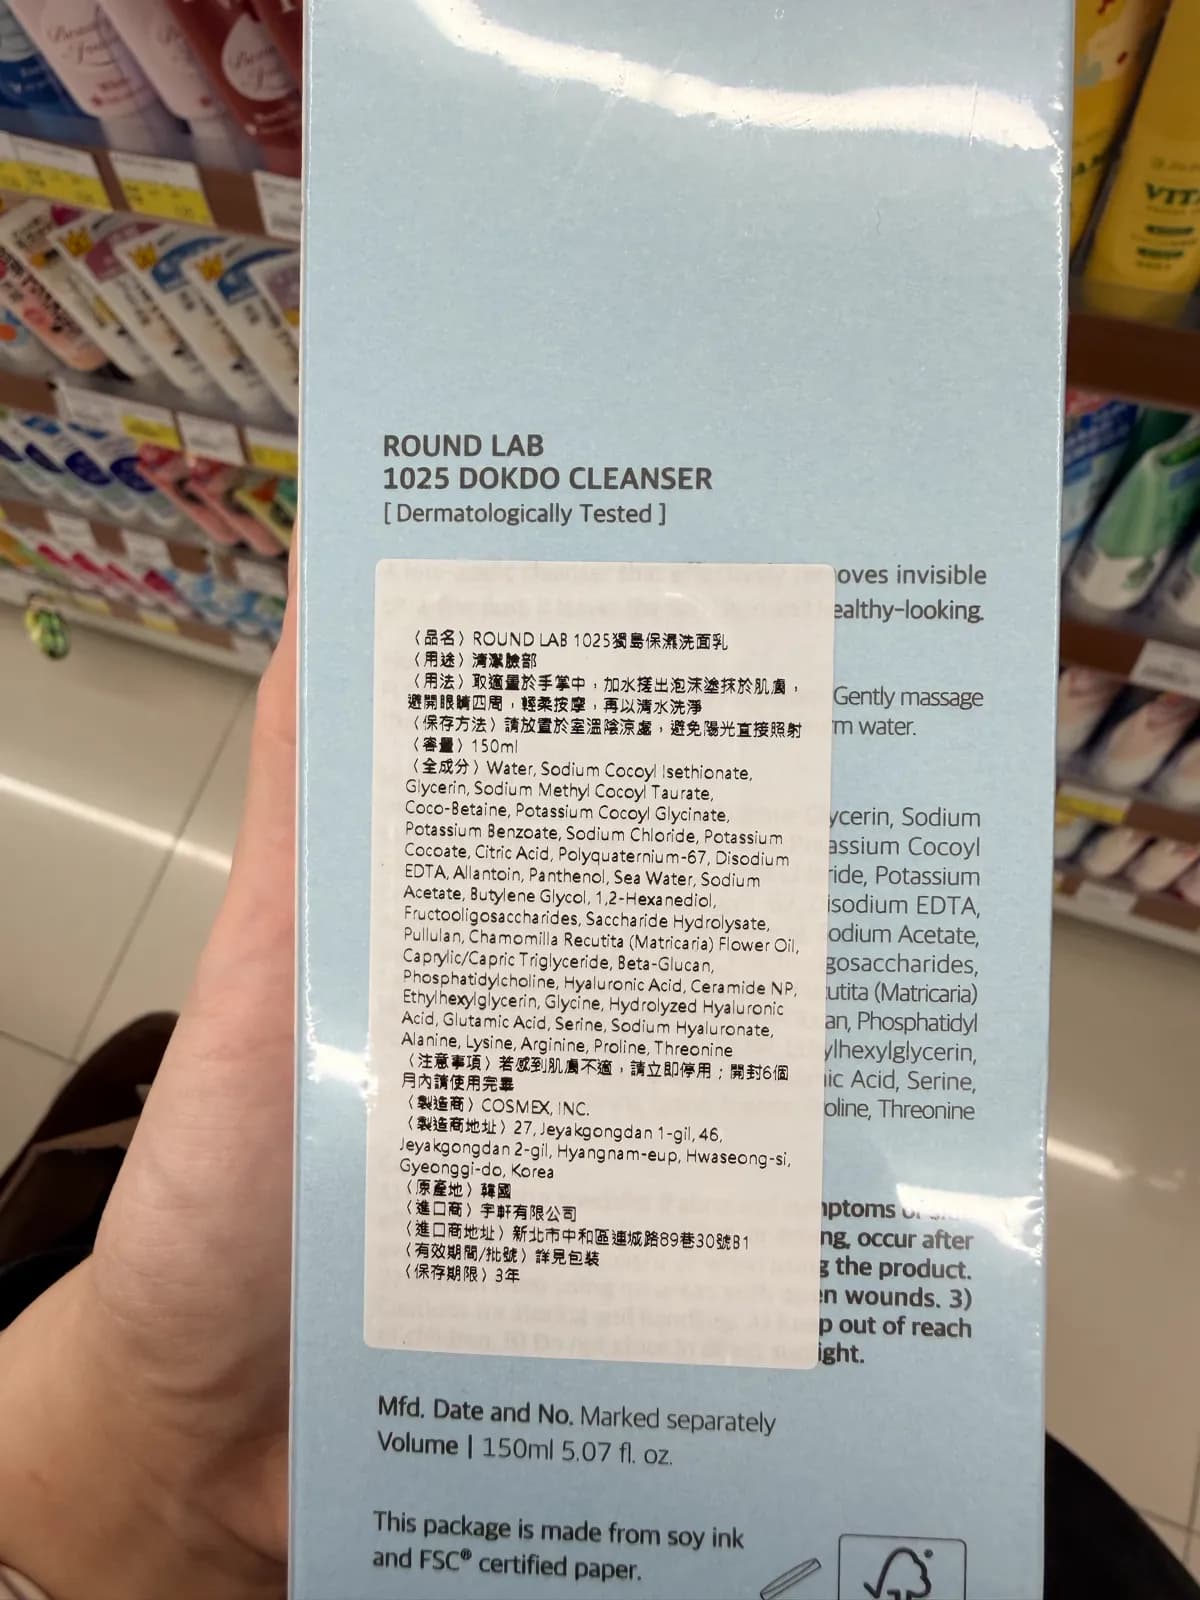 ROUND LAB
1025 DOKDO CLEANSER
[ Dermatologically Tested ]
oves invisible
ealthy-looking.
Gently massage
rm water.
ycerin, Sodium
assium Cocoyl
ride, Potassium
isodium EDTA,
odium Acetate,
gosaccharides,
utita (Matricaria)
an, Phosphatidyl
ylhexylglycerin,
ic Acid, Serine,
oline, Threonine
〈品名〉ROUND LAB 1025獨島保濕洗面乳
〈用途〉清潔臉部
〈用法〉取適量於手掌中，加水搓出泡沫塗抹於肌膚，
避開眼睛四周，輕柔按摩，再以清水洗淨
〈保存方法〉請放置於室溫陰涼處，避免陽光直接照射
〈容量〉150ml
〈全成分〉Water, Sodium Cocoyl Isethionate,
Glycerin, Sodium Methyl Cocoyl Taurate,
Coco-Betaine, Potassium Cocoyl Glycinate,
Potassium Benzoate, Sodium Chloride, Potassium
Cocoate, Citric Acid, Polyquaternium-67, Disodium
EDTA, Allantoin, Panthenol, Sea Water, Sodium
Acetate, Butylene Glycol, 1,2-Hexanediol,
Fructooligosaccharides, Saccharide Hydrolysate,
Pullulan, Chamomilla Recutita (Matricaria) Flower Oil,
Caprylic/Capric Triglyceride, Beta-Glucan,
Phosphatidylcholine, Hyaluronic Acid, Ceramide NP,
Ethylhexylglycerin, Glycine, Hydrolyzed Hyaluronic
Acid, Glutamic Acid, Serine, Sodium Hyaluronate,
Alanine, Lysine, Arginine, Proline, Threonine
〈注意事項〉若感到肌膚不適，請立即停用；開封6個
月內請使用完畢
〈製造商〉COSMEX, INC.
〈製造商地址〉27, Jeyakgongdan 1-gil, 46,
Jeyakgongdan 2-gil, Hyangnam-eup, Hwaseong-si,
Gyeonggi-do, Korea
〈原產地〉韓國
〈進口商〉宇軒有限公司
〈進口商地址〉新北市中和區連城路89巷30號B1
〈有效期間/批號〉詳見包裝
〈保存期限〉3年
mptoms
ng, occur after
g the product.
en wounds. 3)
p out of reach
ight.
Mfd. Date and No. Marked separately
Volume | 150ml 5.07 fl. oz.
This package is made from soy ink
and FSC® certified paper.